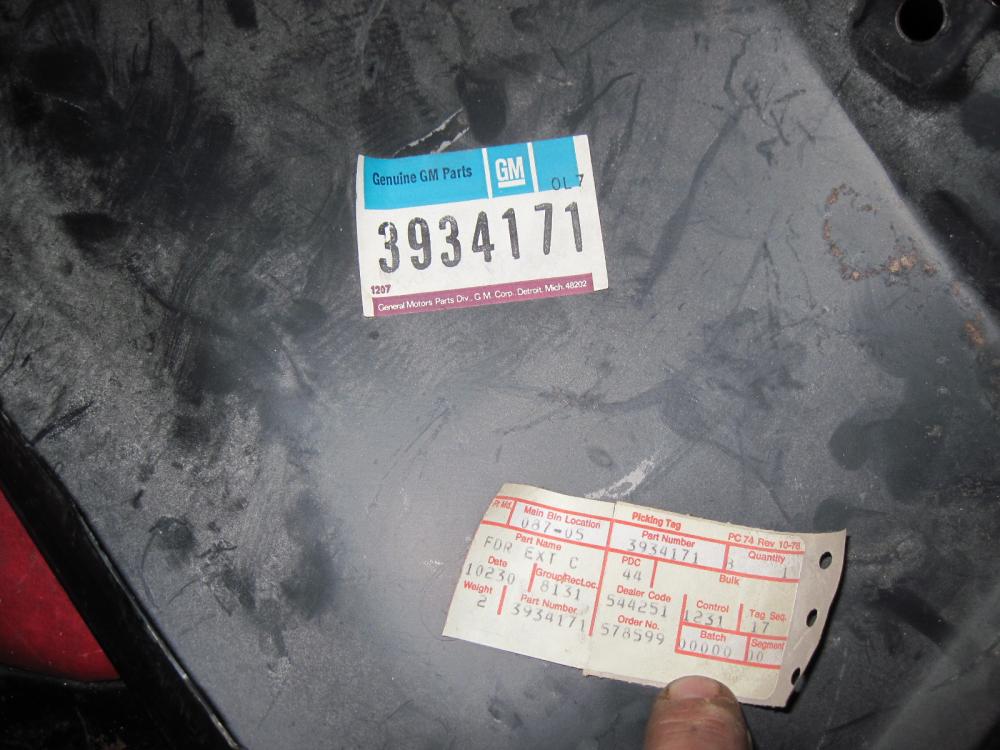 Genuine GM Parts GM
OL 7
3934171
1207
General Motors Parts Div., G.M. Corp., Detroit, Mich. 48202
Main Bin Location Picking Tag PC 74 Rev 10-78
087-05 Part Number Quantity
Part Name 3934171 1
FDR EXT C PDC Bulk
Date Group RecLoc. 44
10230 8131 Dealer Code Control Tag Seq.
Weight Part Number 544251 1231 17
2 3934171 Order No. Batch Segment
578599 00000 00